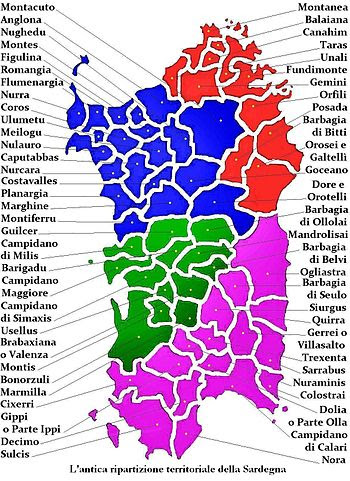 Montacuto
Anglona
Nughedu
Montes
Figulina
Romangia
Flumenargia
Nurra
Coros
Ulumetu
Meilogu
Nulauro
Caputabbas
Nurcara
Costavalles
Planargia
Marghine
Montiferru
Guilcer
Campidano
di Milis
Barigadu
Campidano
Maggiore
Campidano
di Simaxis
Usellus
Brabaxiana
o Valenza
Montis
Bonorzuli
Marmilla
Cixerri
Gippi
o Parte Ippi
Decimo
Sulcis
Montanea
Balaiana
Canahim
Taras
Unali
Fundimonte
Gemini
Orfili
Posada
Barbagia
di Bitti
Orosei e
Galtellì
Goceano
Dore e
Orotelli
Barbagia
di Ollolai
Mandrolisai
Barbagia
di Belvi
Ogliastra
Barbagia
di Seulo
Siurgus
Quirra
Gerrei o
Villasalto
Trexenta
Sarrabus
Nuraminis
Colostrai
Dolia
o Parte Olla
Campidano
di Calari
Nora
L'antica ripartizione territoriale della Sardegna